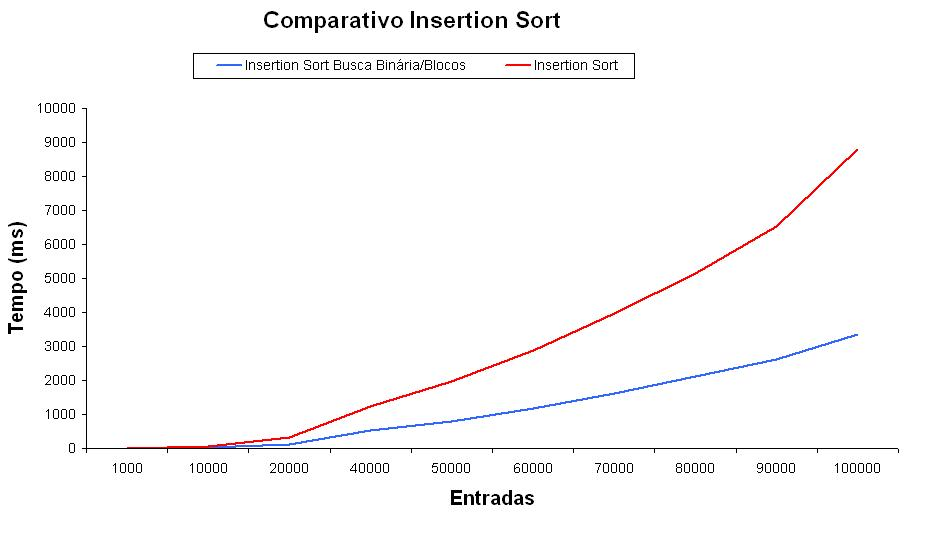 Comparativo Insertion Sort
Insertion Sort Busca Binária/Blocos Insertion Sort
10000
9000
8000
7000
6000
5000
4000
3000
2000
1000
0
Tempo (ms)
1000 10000 20000 40000 50000 60000 70000 80000 90000 100000
Entradas